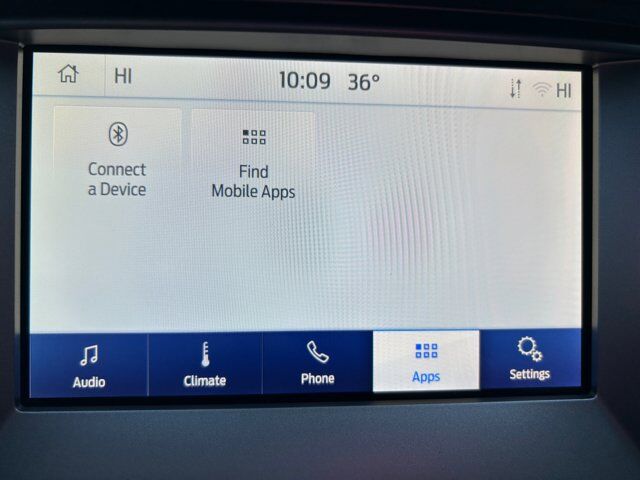 HI 10:09 36° HI
Connect
a Device
Find
Mobile Apps
Audio
Climate
Phone
Apps
Settings